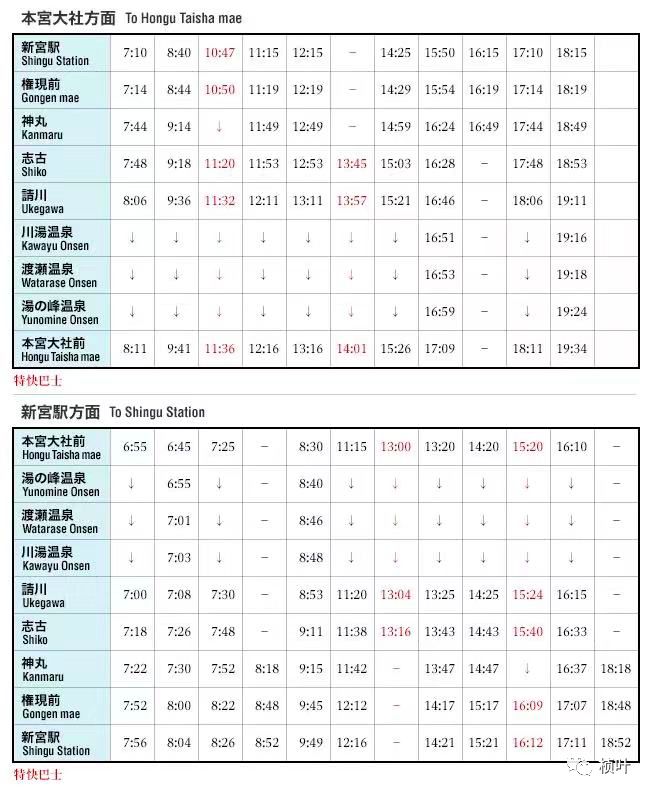 本宮大社方面 To Hongu Taisha mae
新宮駅 7:10 8:40 10:47 11:15 12:15 – 14:25 15:50 16:15 17:10 18:15
Shingu Station
権現前 7:14 8:44 10:50 11:19 12:19 – 14:29 15:54 16:19 17:14 18:19
Gongen mae
神丸 7:44 9:14 ↓ 11:49 12:49 – 14:59 16:24 16:49 17:44 18:49
Kanmaru
志古 7:48 9:18 11:20 11:53 12:53 13:45 15:03 16:28 – 17:48 18:53
Shiko
請川 8:06 9:36 11:32 12:11 13:11 13:57 15:21 16:46 – 18:06 19:11
Ukegawa
川湯温泉 ↓ ↓ ↓ ↓ ↓ ↓ ↓ 16:51 – ↓ 19:16
Kawayu Onsen
渡瀬温泉 ↓ ↓ ↓ ↓ ↓ ↓ ↓ 16:53 – ↓ 19:18
Watarase Onsen
湯の峰温泉 ↓ ↓ ↓ ↓ ↓ ↓ ↓ 16:59 – ↓ 19:24
Yunomine Onsen
本宮大社前 8:11 9:41 11:36 12:16 13:16 14:01 15:26 17:09 – 18:11 19:34
Hongu Taisha mae
特快巴士
新宮駅方面 To Shingu Station
本宮大社前 6:55 6:45 7:25 – 8:30 11:15 13:00 13:20 14:20 15:20 16:10 –
Hongu Taisha mae
湯の峰温泉 ↓ 6:55 ↓ – 8:40 ↓ ↓ ↓ ↓ ↓ ↓ –
Yunomine Onsen
渡瀬温泉 ↓ 7:01 ↓ – 8:46 ↓ ↓ ↓ ↓ ↓ ↓ –
Watarase Onsen
川湯温泉 ↓ 7:03 ↓ – 8:48 ↓ ↓ ↓ ↓ ↓ ↓ –
Kawayu Onsen
請川 7:00 7:08 7:30 – 8:53 11:20 13:04 13:25 14:25 15:24 16:15 –
Ukegawa
志古 7:18 7:26 7:48 – 9:11 11:38 13:16 13:43 14:43 15:40 16:33 –
Shiko
神丸 7:22 7:30 7:52 8:18 9:15 11:42 – 13:47 14:47 ↓ 16:37 18:18
Kanmaru
権現前 7:52 8:00 8:22 8:48 9:45 12:12 – 14:17 15:17 16:09 17:07 18:48
Gongen mae
新宮駅 7:56 8:04 8:26 8:52 9:49 12:16 – 14:21 15:21 16:12 17:11 18:52
Shingu Station
特快巴士
桢叶